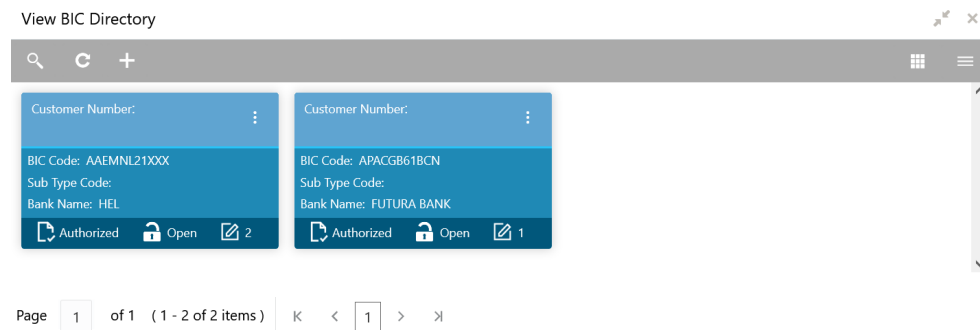 View BIC Directory
Customer Number:
BIC Code: AAEMNL21XXX
Sub Type Code:
Bank Name: HEL
Authorized Open 2
Customer Number:
BIC Code: APACGB61BCN
Sub Type Code:
Bank Name: FUTURA BANK
Authorized Open 1
Page 1 of 1 ( 1 - 2 of 2 items ) 1